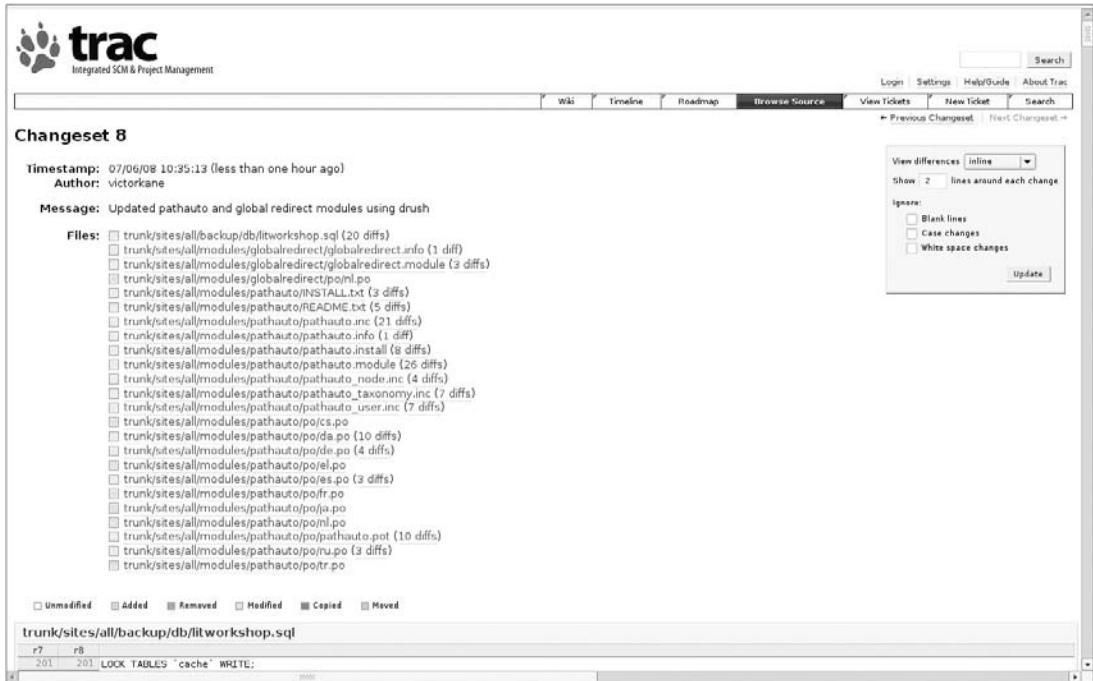 trac
Integrated SCM & Project Management
Search
Login Settings Help/Guide About Trac
Wiki Timeline Roadmap Browse Source View Tickets New Ticket Search
← Previous Changeset Next Changeset →
Changeset 8
Timestamp: 07/06/08 10:35:13 (less than one hour ago)
Author: victorkane
Message: Updated pathauto and global redirect modules using drush
Files: trunk/sites/all/backup/db/litworkshop.sql (20 diffs)
trunk/sites/all/modules/globalredirect/globalredirect.info (1 diff)
trunk/sites/all/modules/globalredirect/globalredirect.module (3 diffs)
trunk/sites/all/modules/globalredirect/po/nl.po
trunk/sites/all/modules/pathauto/INSTALL.txt (3 diffs)
trunk/sites/all/modules/pathauto/README.txt (5 diffs)
trunk/sites/all/modules/pathauto/pathauto.inc (21 diffs)
trunk/sites/all/modules/pathauto/pathauto.info (1 diff)
trunk/sites/all/modules/pathauto/pathauto.install (8 diffs)
trunk/sites/all/modules/pathauto/pathauto.module (26 diffs)
trunk/sites/all/modules/pathauto/pathauto_node.inc (4 diffs)
trunk/sites/all/modules/pathauto/pathauto_taxonomy.inc (7 diffs)
trunk/sites/all/modules/pathauto/pathauto_user.inc (7 diffs)
trunk/sites/all/modules/pathauto/po/cs.po
trunk/sites/all/modules/pathauto/po/da.po (10 diffs)
trunk/sites/all/modules/pathauto/po/de.po (4 diffs)
trunk/sites/all/modules/pathauto/po/el.po
trunk/sites/all/modules/pathauto/po/es.po (3 diffs)
trunk/sites/all/modules/pathauto/po/fr.po
trunk/sites/all/modules/pathauto/po/ja.po
trunk/sites/all/modules/pathauto/po/nl.po
trunk/sites/all/modules/pathauto/po/pathauto.pot (10 diffs)
trunk/sites/all/modules/pathauto/po/ru.po (3 diffs)
trunk/sites/all/modules/pathauto/po/tr.po
View differences inline
Show 2 lines around each change
Ignore:
Blank lines
Case changes
White space changes
Update
Unmodified Added Removed Modified Copied Moved
trunk/sites/all/backup/db/litworkshop.sql
r7 r8
201 201 LOCK TABLES `cache` WRITE;